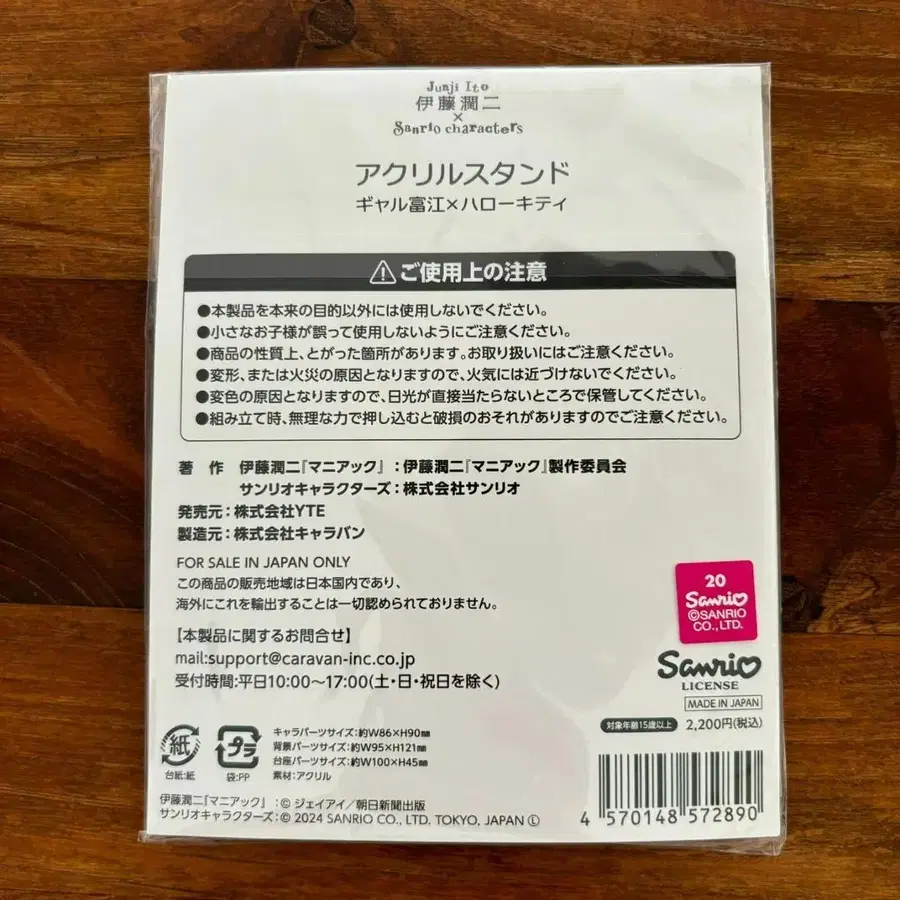 Junji Ito
伊藤潤二
×
Sanrio characters
アクリルスタンド
ギャル富江×ハローキティ
⚠ご使用上の注意
●本製品を本来の目的以外には使用しないでください。
●小さなお子様が誤って使用しないようにご注意ください。
●商品の性質上、とがった箇所があります。お取り扱いにはご注意ください。
●変形、または火災の原因となりますので、火気には近づけないでください。
●変色の原因となりますので、日光が直接当たらないところで保管してください。
●組み立て時、無理な力で押し込むと破損のおそれがありますのでご注意ください。
著 作 伊藤潤二『マニアック』：伊藤潤二『マニアック』製作委員会
サンリオキャラクターズ：株式会社サンリオ
発売元：株式会社YTE
製造元：株式会社キャラバン
FOR SALE IN JAPAN ONLY
この商品の販売地域は日本国内であり、
海外にこれを輸出することは一切認められておりません。
【本製品に関するお問合せ】
mail:support@caravan-inc.co.jp
受付時間:平日10:00〜17:00(土・日・祝日を除く)
20
Sanrio
©SANRIO
CO., LTD.
Sanrio
LICENSE
MADE IN JAPAN
対象年齢15歳以上
2,200円(税込)
紙
台紙:紙
プラ
袋:PP
キャラパーツサイズ：約W86×H90㎜
背景パーツサイズ：約W95×H121㎜
台座パーツサイズ：約W100×H45㎜
素材：アクリル
伊藤潤二『マニアック』：© ジェイアイ／朝日新聞出版
サンリオキャラクターズ：© 2024 SANRIO CO., LTD. TOKYO, JAPAN Ⓛ
4 570148 572890